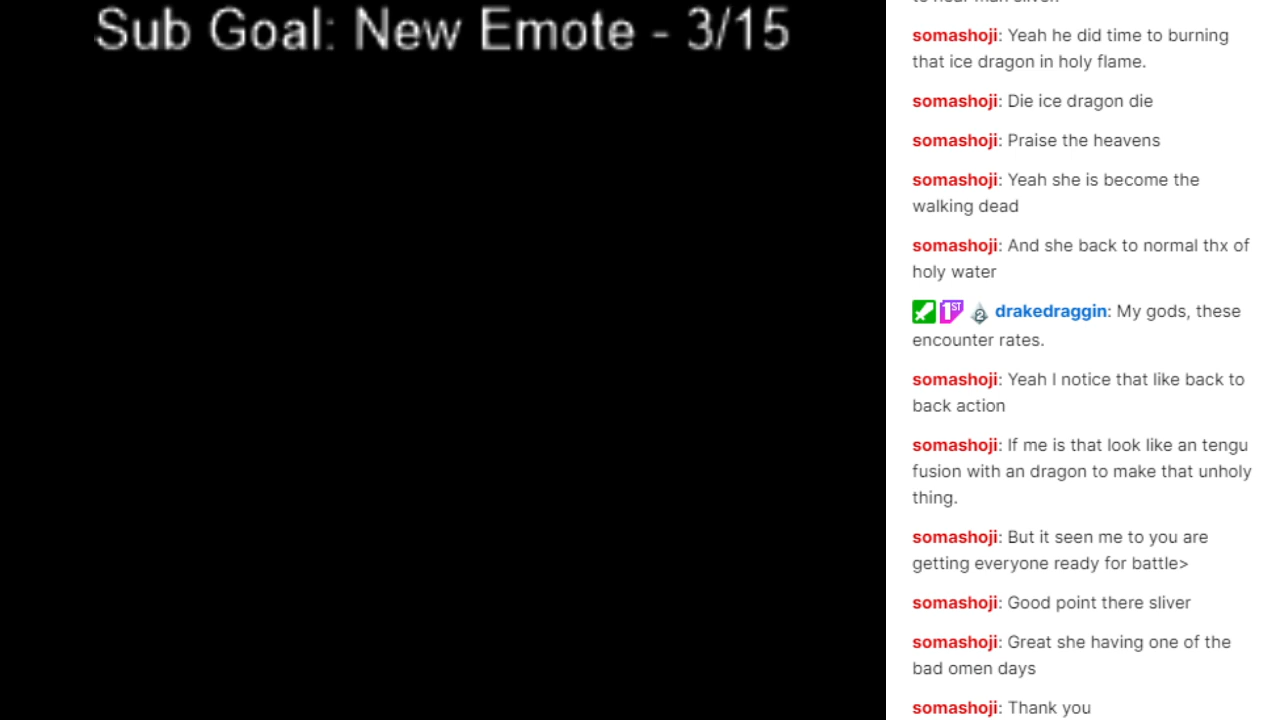 Sub Goal: New Emote - 3/15
somashoji: Yeah he did time to burning
that ice dragon in holy flame.
somashoji: Die ice dragon die
somashoji: Praise the heavens
somashoji: Yeah she is become the
walking dead
somashoji: And she back to normal thx of
holy water
1ST 2 drakedraggin: My gods, these
encounter rates.
somashoji: Yeah I notice that like back to
back action
somashoji: If me is that look like an tengu
fusion with an dragon to make that unholy
thing.
somashoji: But it seen me to you are
getting everyone ready for battle>
somashoji: Good point there sliver
somashoji: Great she having one of the
bad omen days
somashoji: Thank you